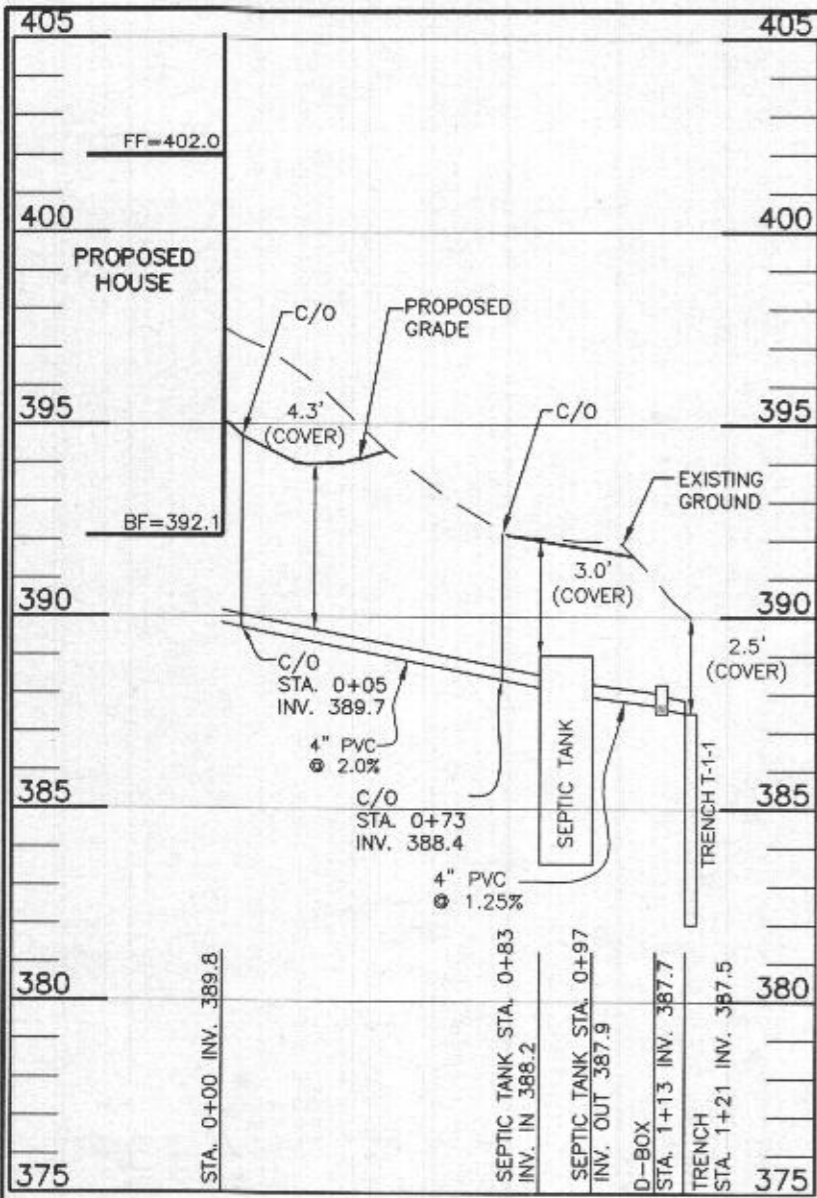 405
405
FF=402.0
400
400
PROPOSED
HOUSE
C/O
PROPOSED
GRADE
395
395
4.3'
(COVER)
C/O
EXISTING
GROUND
BF=392.1
3.0'
(COVER)
390
390
2.5'
(COVER)
C/O
STA. 0+05
INV. 389.7
4" PVC
@ 2.0%
SEPTIC TANK
TRENCH T-1-1
385
385
C/O
STA. 0+73
INV. 388.4
4" PVC
@ 1.25%
380
380
STA. 0+00 INV. 389.8
SEPTIC TANK STA. 0+83
INV. IN 388.2
SEPTIC TANK STA. 0+97
INV. OUT 387.9
D-BOX
STA. 1+13 INV. 387.7
TRENCH
STA. 1+21 INV. 387.5
375
375